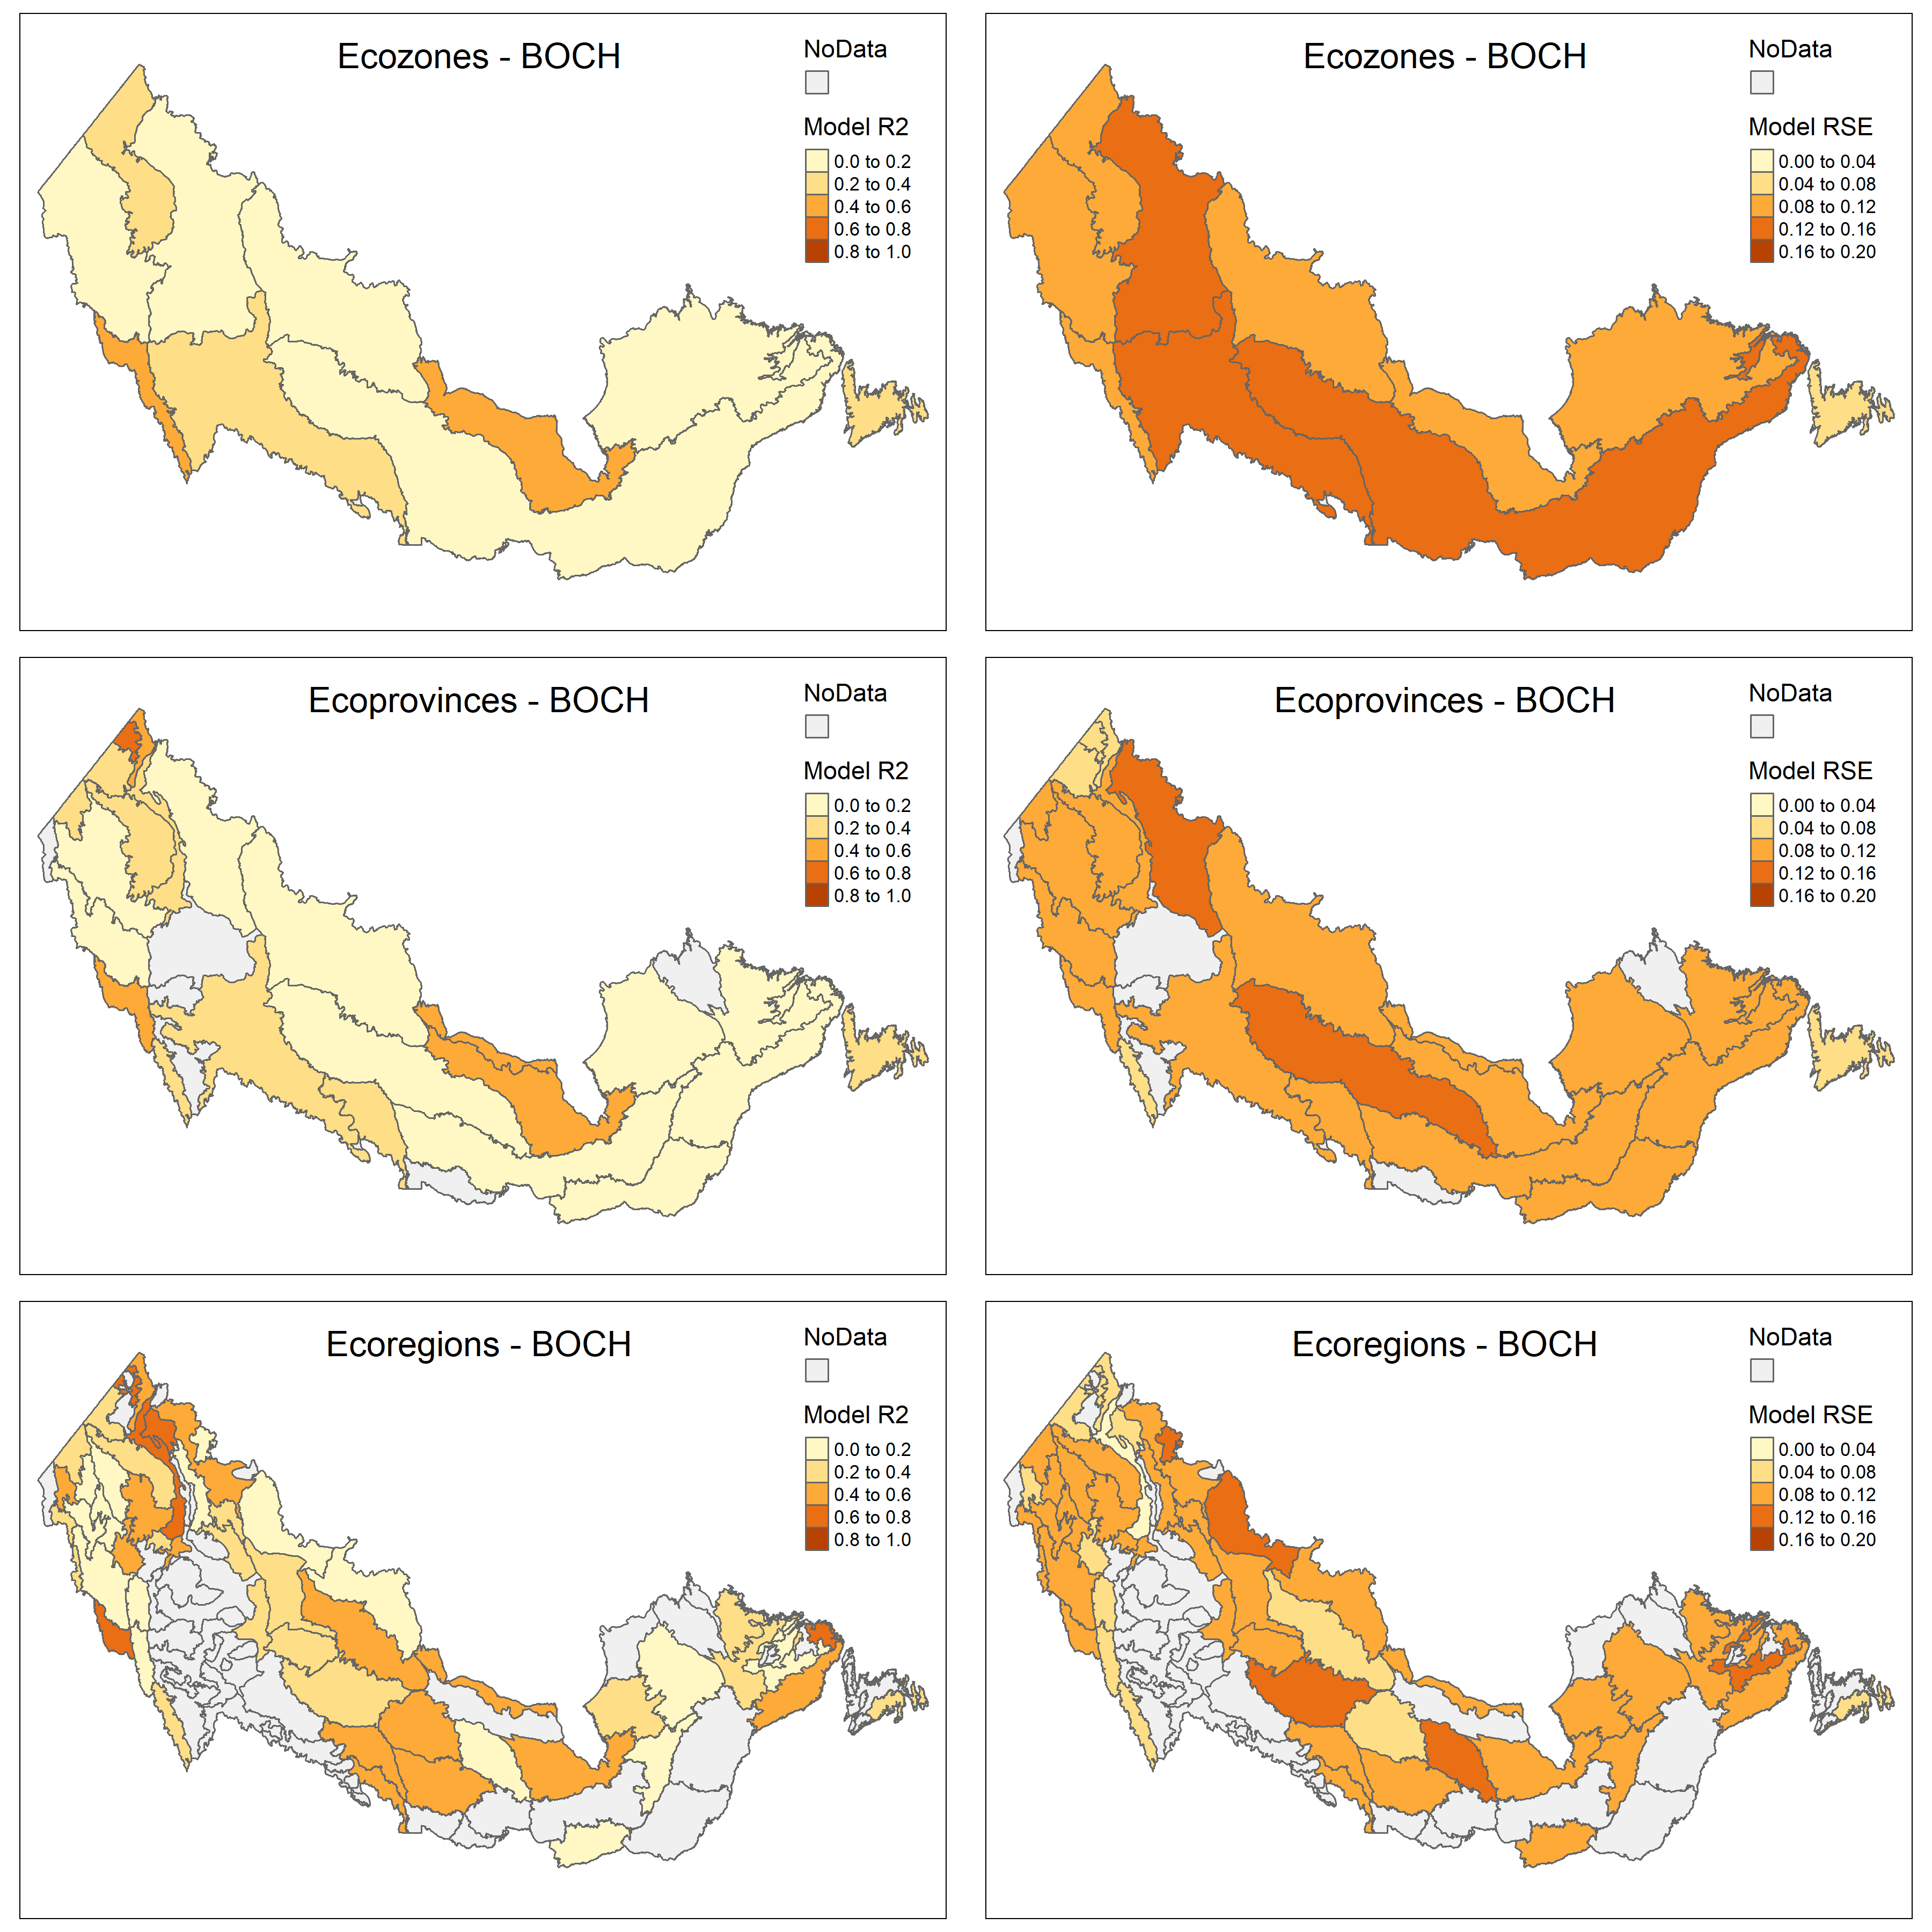 Ecozones - BOCH
NoData
Model R2
0.0 to 0.2
0.2 to 0.4
0.4 to 0.6
0.6 to 0.8
0.8 to 1.0
Ecozones - BOCH
NoData
Model RSE
0.00 to 0.04
0.04 to 0.08
0.08 to 0.12
0.12 to 0.16
0.16 to 0.20
Ecoprovinces - BOCH
NoData
Model R2
0.0 to 0.2
0.2 to 0.4
0.4 to 0.6
0.6 to 0.8
0.8 to 1.0
Ecoprovinces - BOCH
NoData
Model RSE
0.00 to 0.04
0.04 to 0.08
0.08 to 0.12
0.12 to 0.16
0.16 to 0.20
Ecoregions - BOCH
NoData
Model R2
0.0 to 0.2
0.2 to 0.4
0.4 to 0.6
0.6 to 0.8
0.8 to 1.0
Ecoregions - BOCH
NoData
Model RSE
0.00 to 0.04
0.04 to 0.08
0.08 to 0.12
0.12 to 0.16
0.16 to 0.20